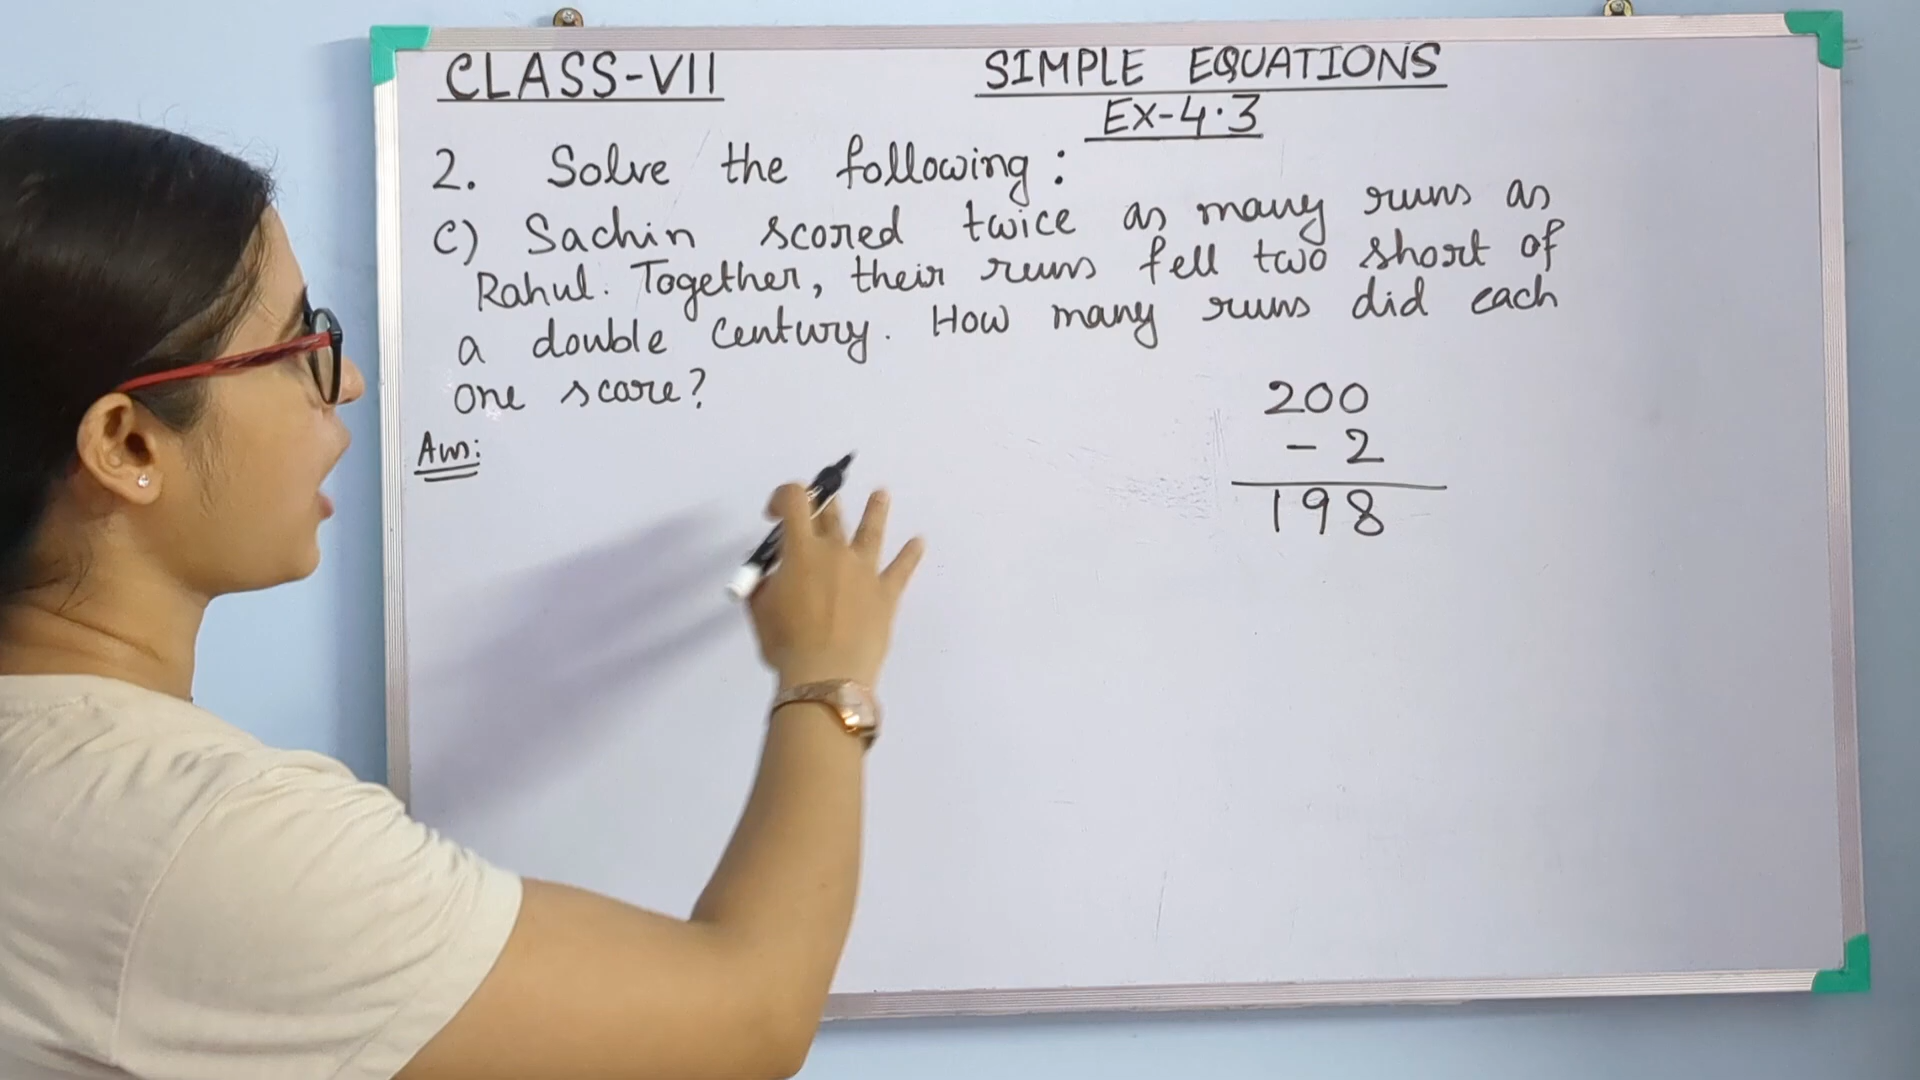 CLASS-VII
SIMPLE EQUATIONS
EX-4.3
2. Solve the following:
C) Sachin scored twice as many runs as
Rahul. Together, their runs fell two short of
a double century. How many runs did each
one score?
Ans:
200
- 2
198